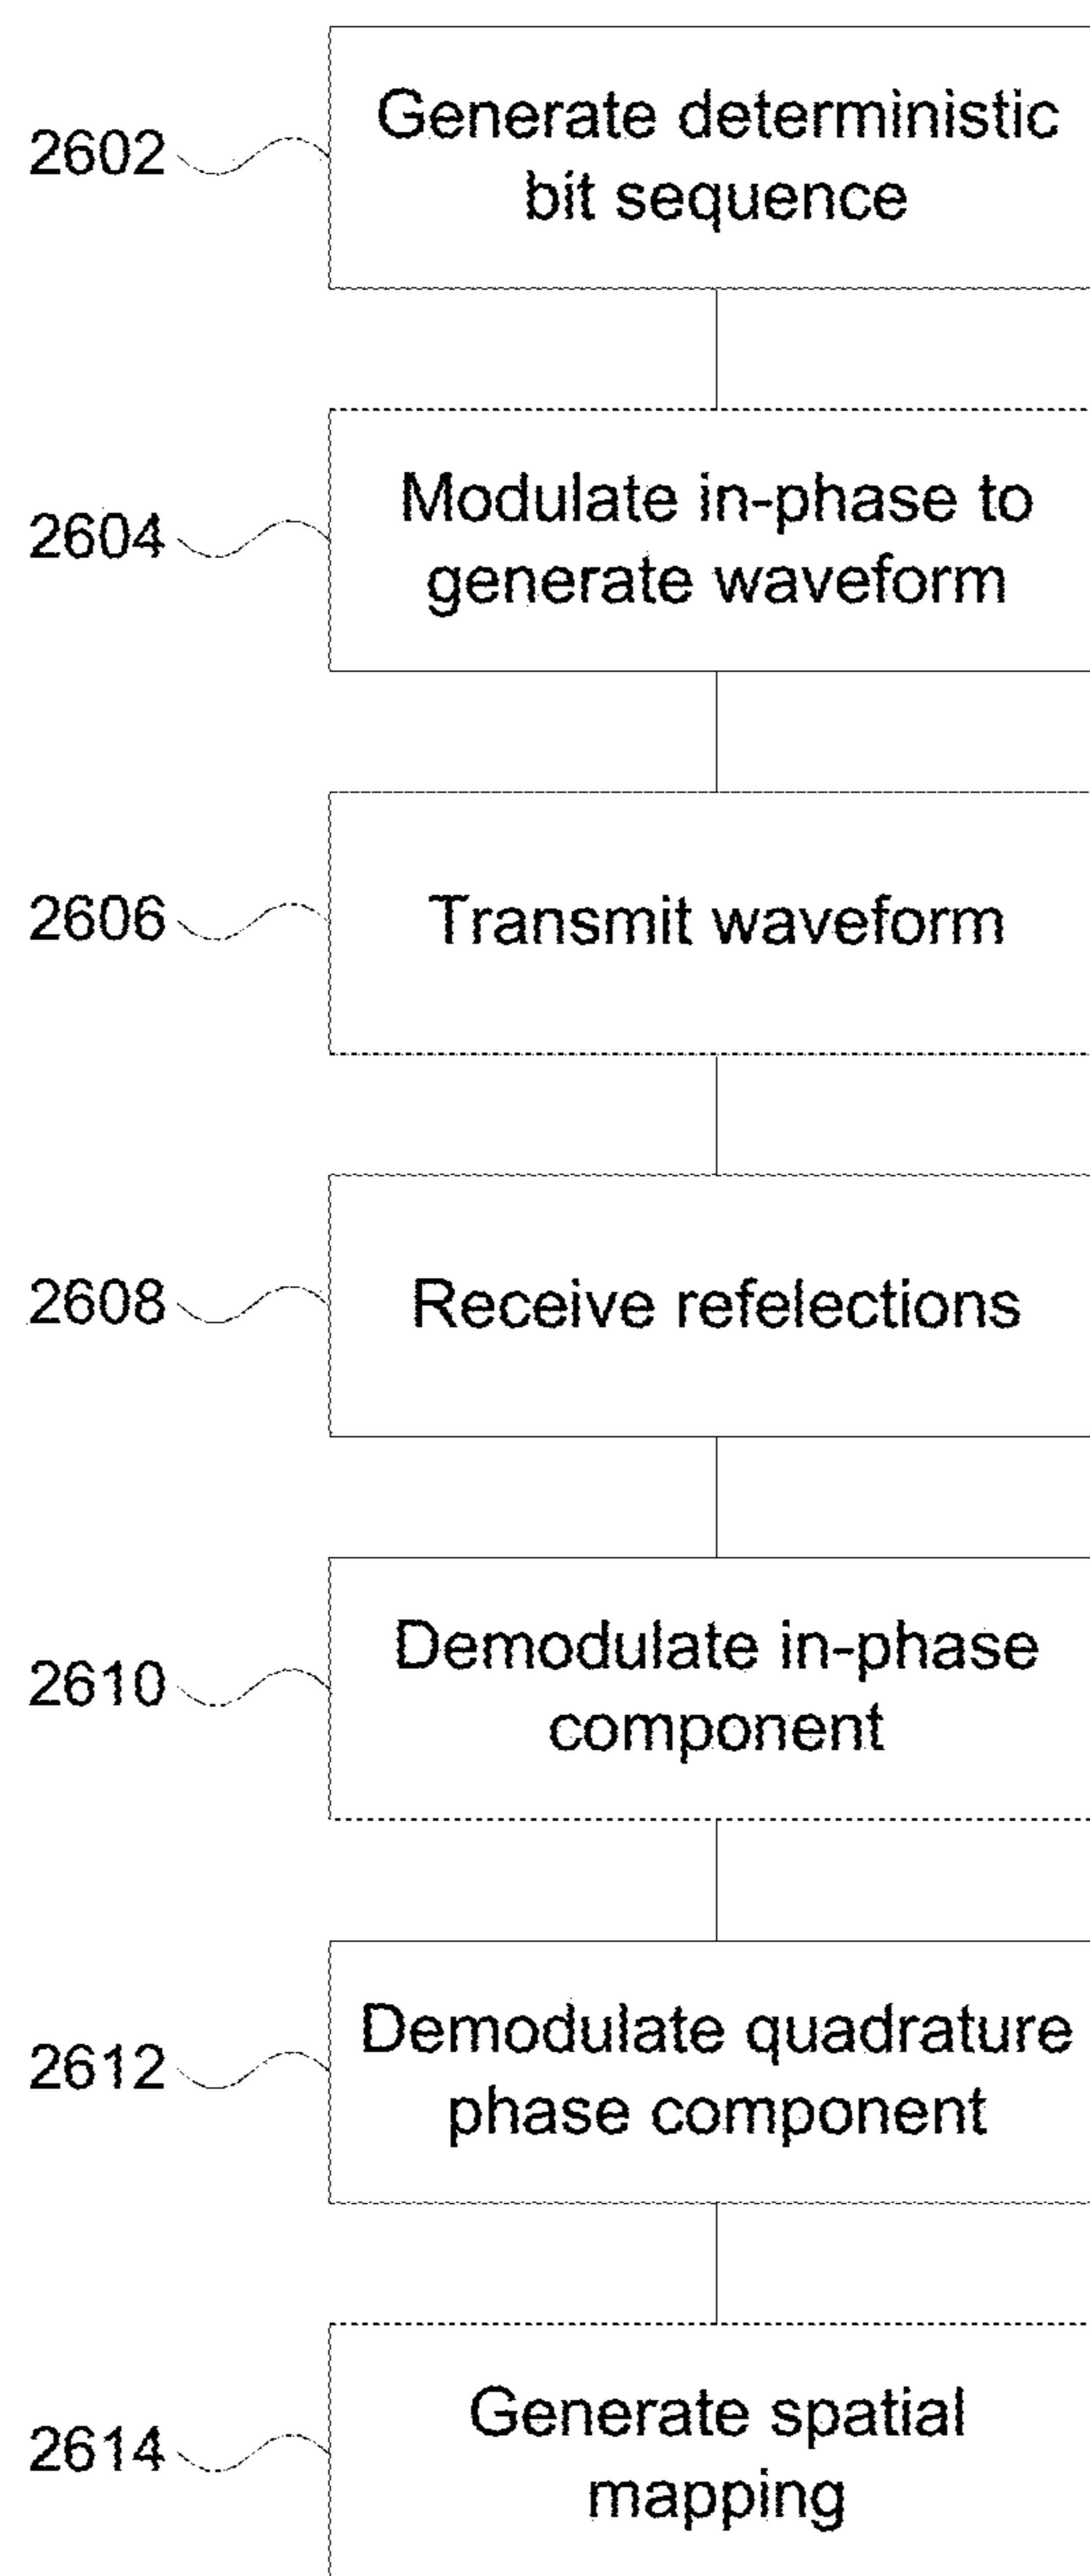 2602
Generate deterministic
bit sequence
2604
Modulate in-phase to
generate waveform
2606
Transmit waveform
2608
Receive refelections
2610
Demodulate in-phase
component
2612
Demodulate quadrature
phase component
2614
Generate spatial
mapping